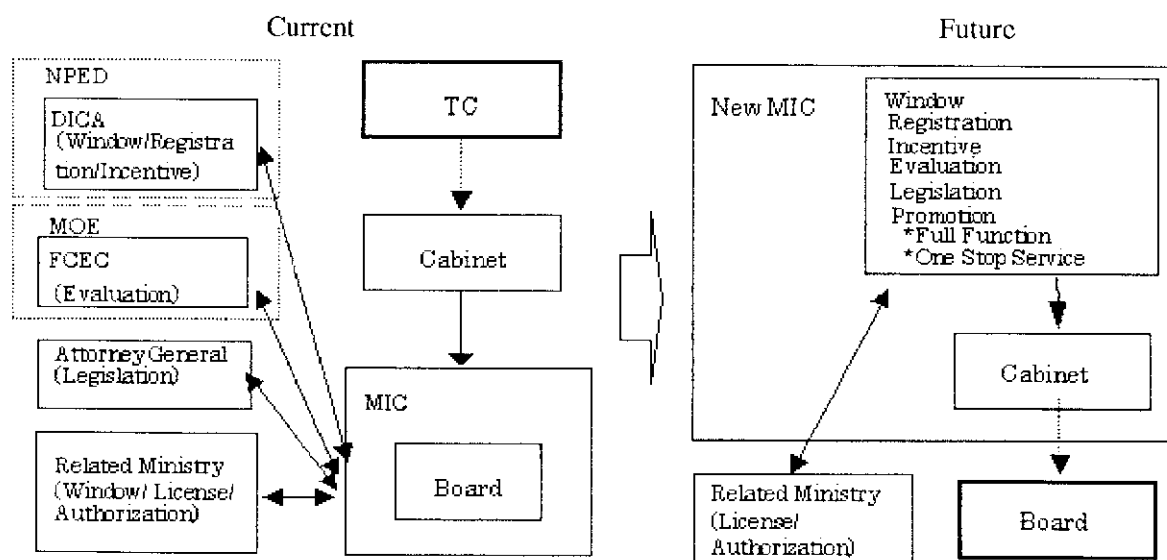 Current
NPED
DICA
(Window/Registra
tion/Incentive)
MOE
FCEC
(Evaluation)
Attorney General
(Legislation)
Related Ministry
(Window/ License/
Authorization)
TC
Cabinet
MIC
Board
Future
New MIC
Window
Registration
Incentive
Evaluation
Legislation
Promotion
*Full Function
*One Stop Service
Cabinet
Related Ministry
(License/
Authorization)
Board